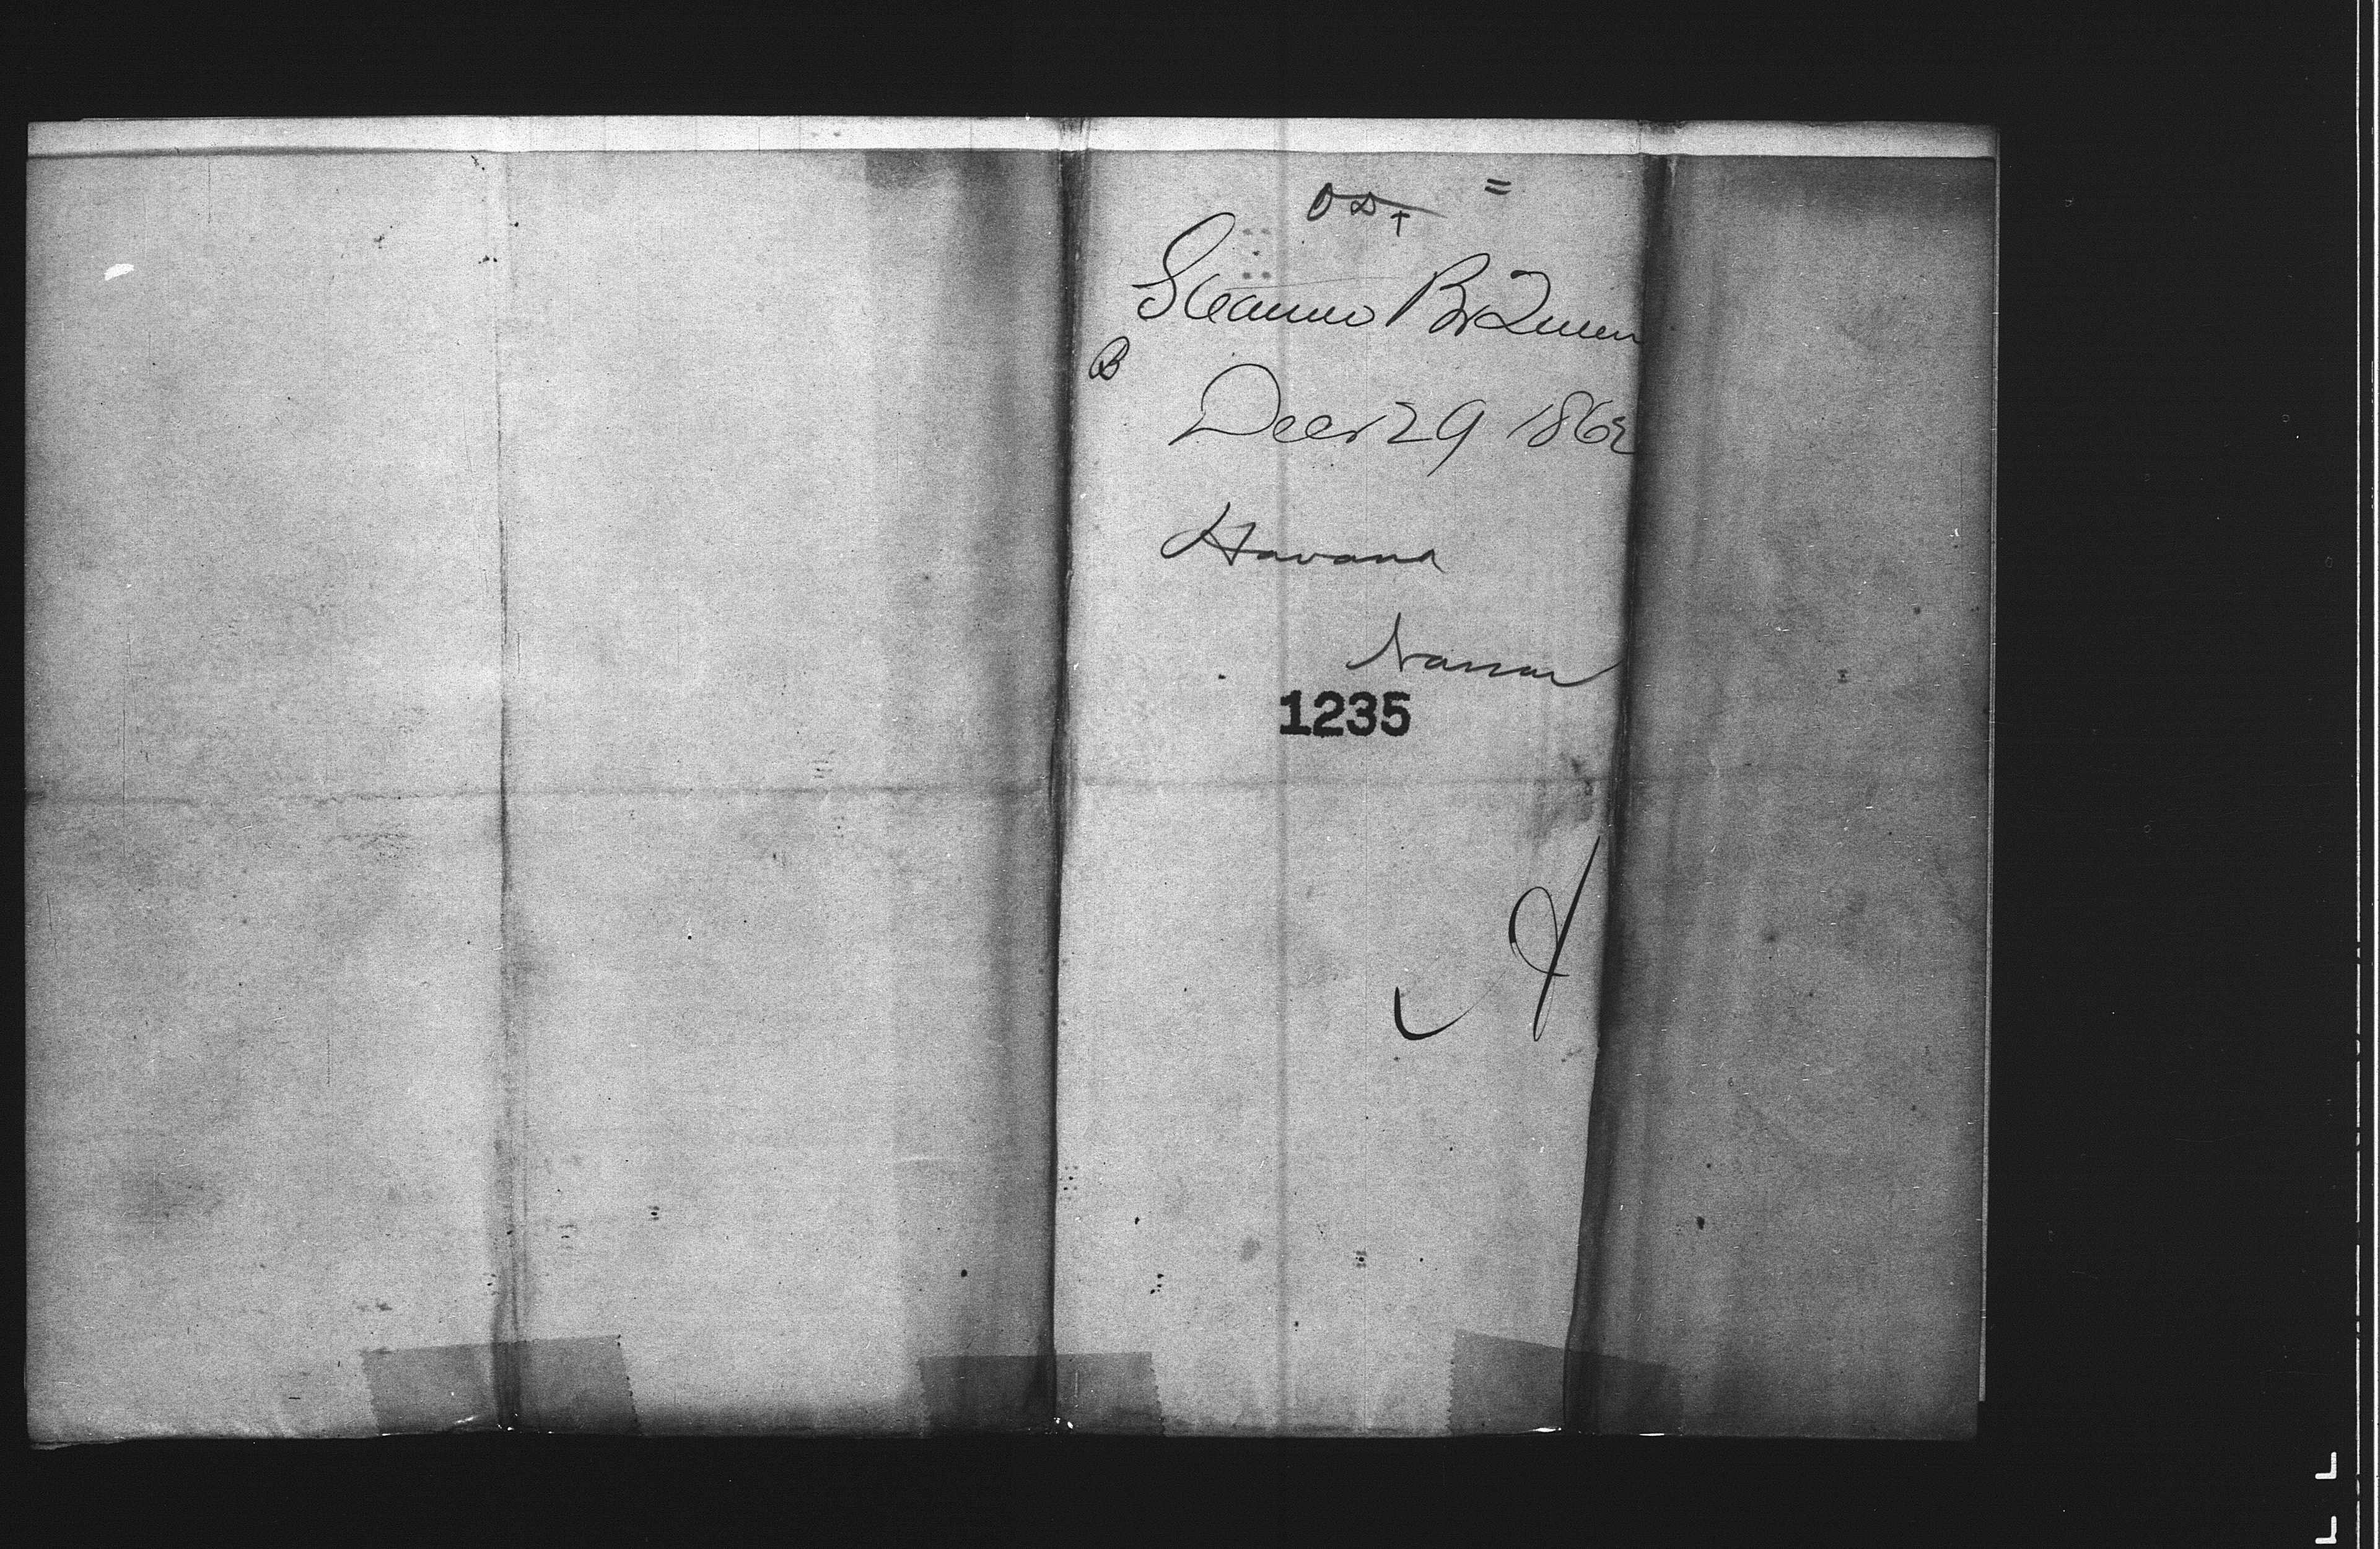 Steamer Br Queen
B
Decr 29 1862
Havana
Nassau
1235